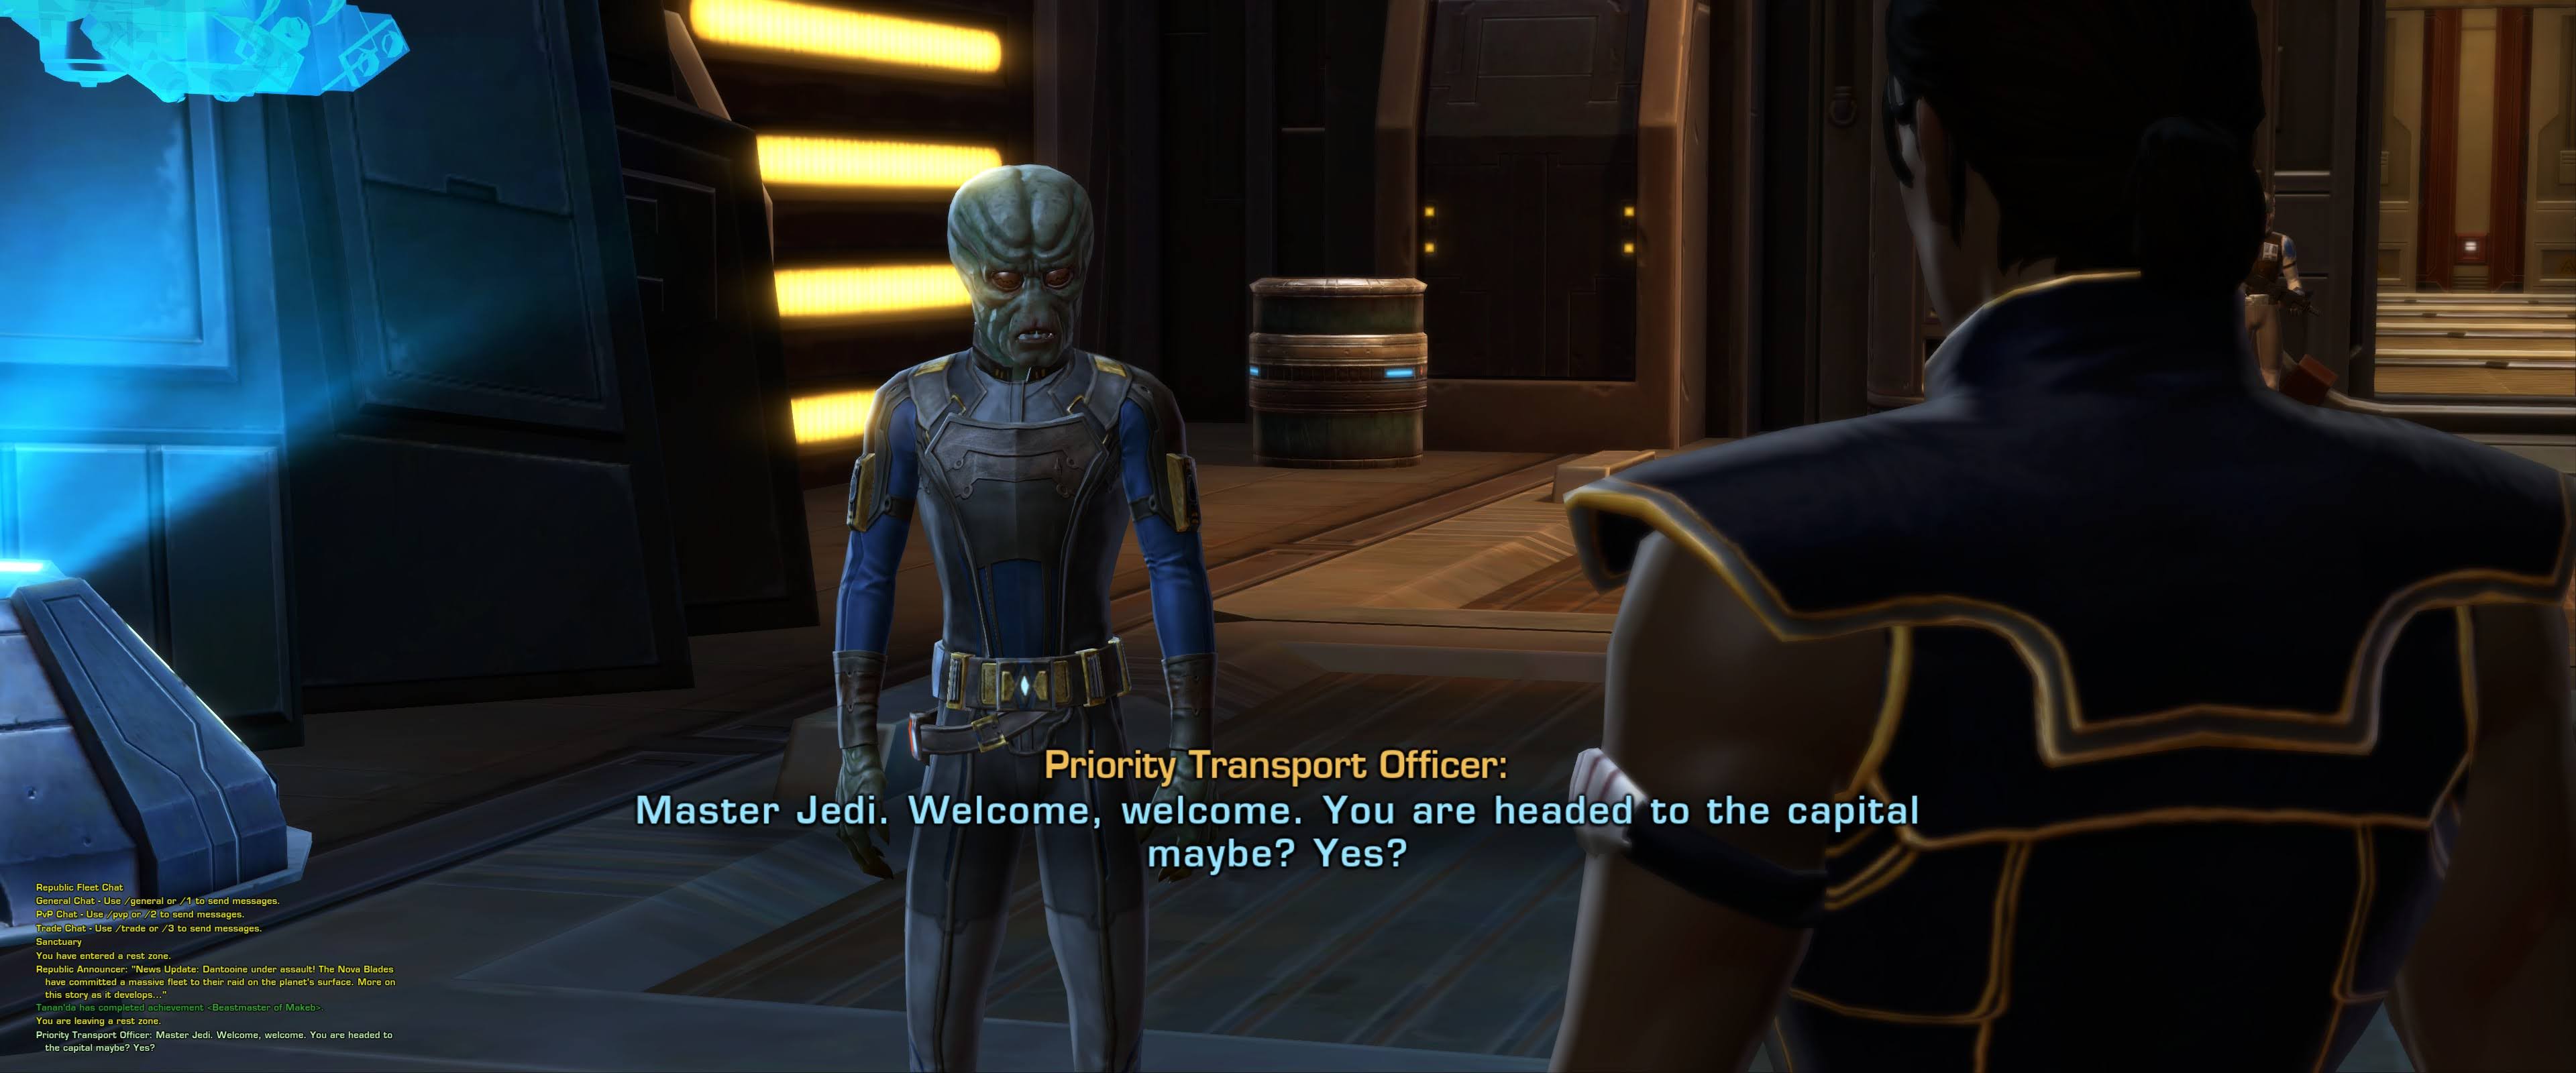 Priority Transport Officer:
Master Jedi. Welcome, welcome. You are headed to the capital
maybe? Yes?
Republic Fleet Chat
General Chat - Use /general or /1 to send messages.
PvP Chat - Use /pvp or /2 to send messages.
Trade Chat - Use /trade or /3 to send messages.
Sanctuary
You have entered a rest zone.
Republic Announcer: "News Update: Dantooine under assault! The Nova Blades
have committed a massive fleet to their raid on the planet's surface. More on
this story as it develops..."
Tanan'da has completed achievement <Beastmaster of Makeb>.
You are leaving a rest zone.
Priority Transport Officer: Master Jedi. Welcome, welcome. You are headed to
the capital maybe? Yes?